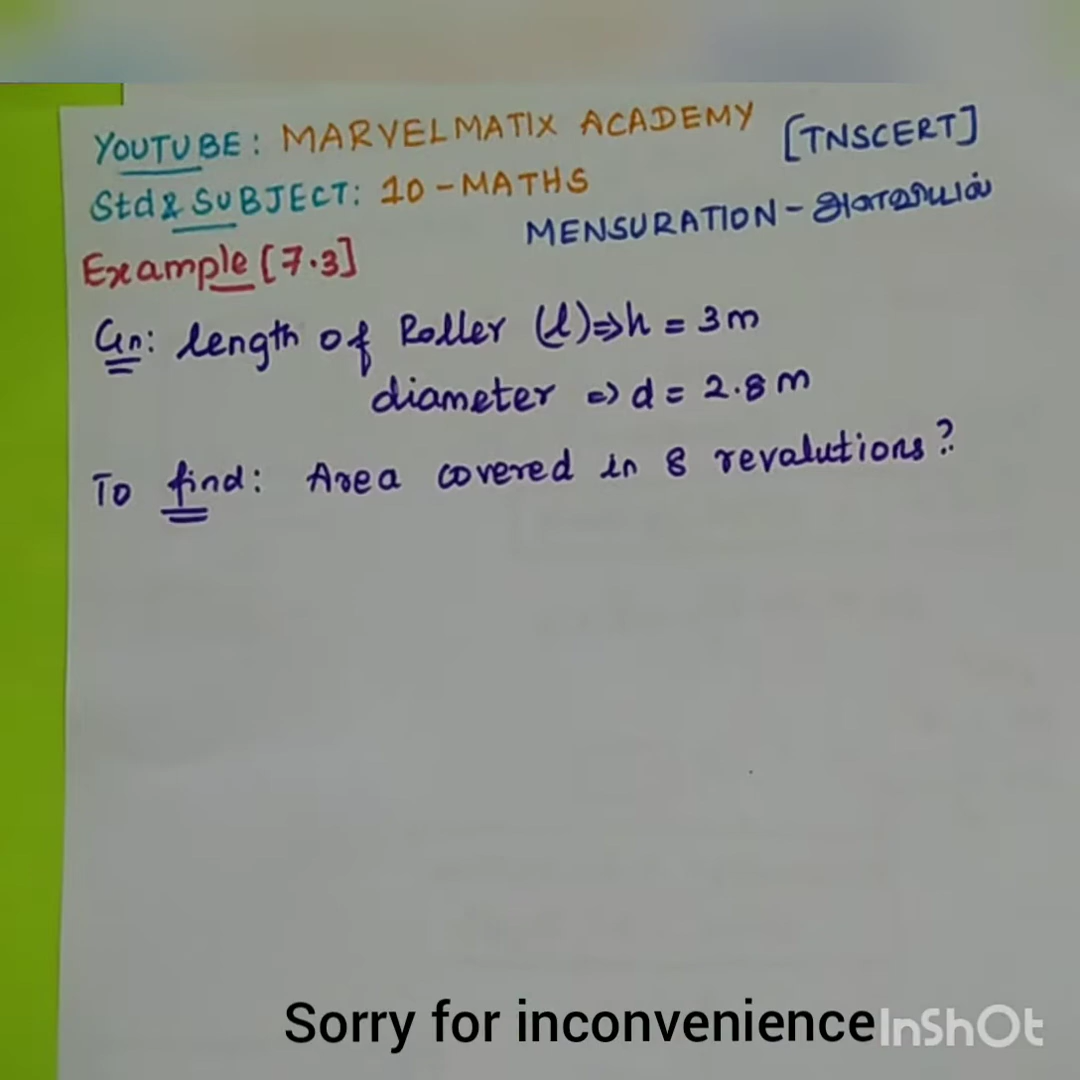 YOUTUBE: MARVELMATIX ACADEMY [TNSCERT]
Std & SUBJECT: 10 - MATHS
MENSURATION - அளவியல்
Example [7.3]
Gn: length of Roller (l) ⇒ h = 3m
diameter ⇒ d = 2.8 m
To find: Area covered in 8 revalutions?
Sorry for inconvenience InShOt